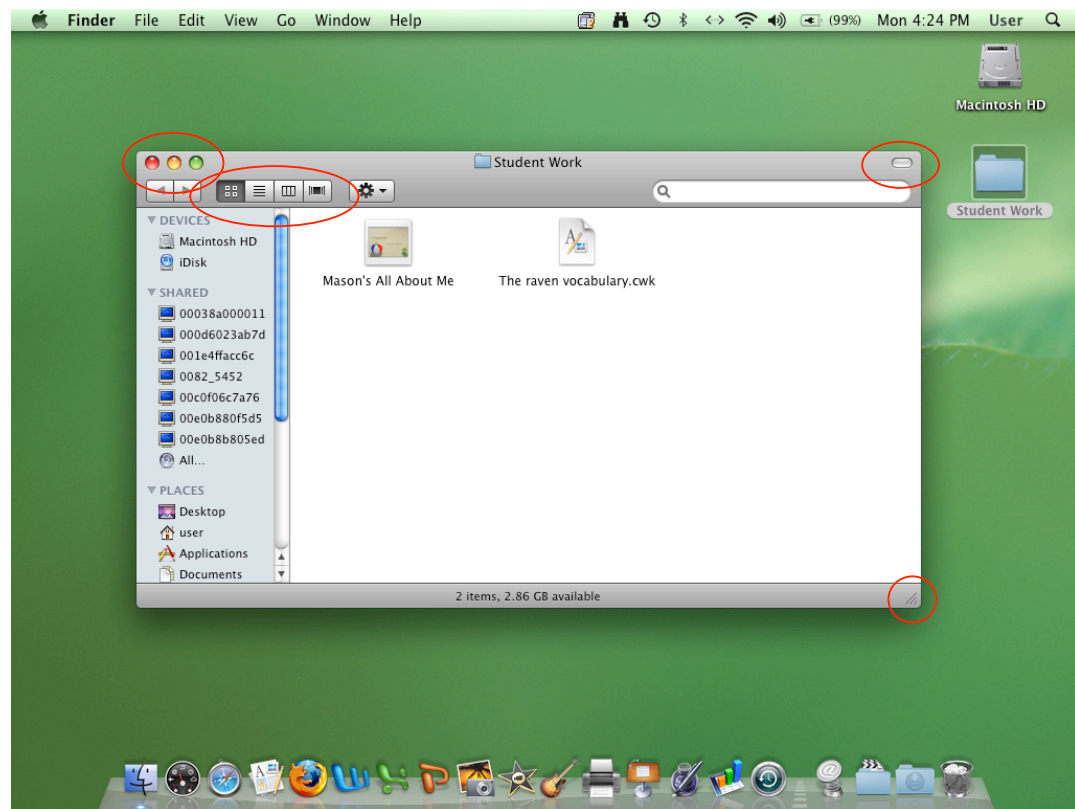 Finder File Edit View Go Window Help (99%) Mon 4:24 PM User
Macintosh HD
Student Work
Student Work
DEVICES
Macintosh HD
iDisk
SHARED
00038a000011
000d6023ab7d
001e4ffacc6c
0082_5452
00c0f06c7a76
00e0b880f5d5
00e0b8b805ed
All...
PLACES
Desktop
user
Applications
Documents
Mason's All About Me The raven vocabulary.cwk
2 items, 2.86 GB available